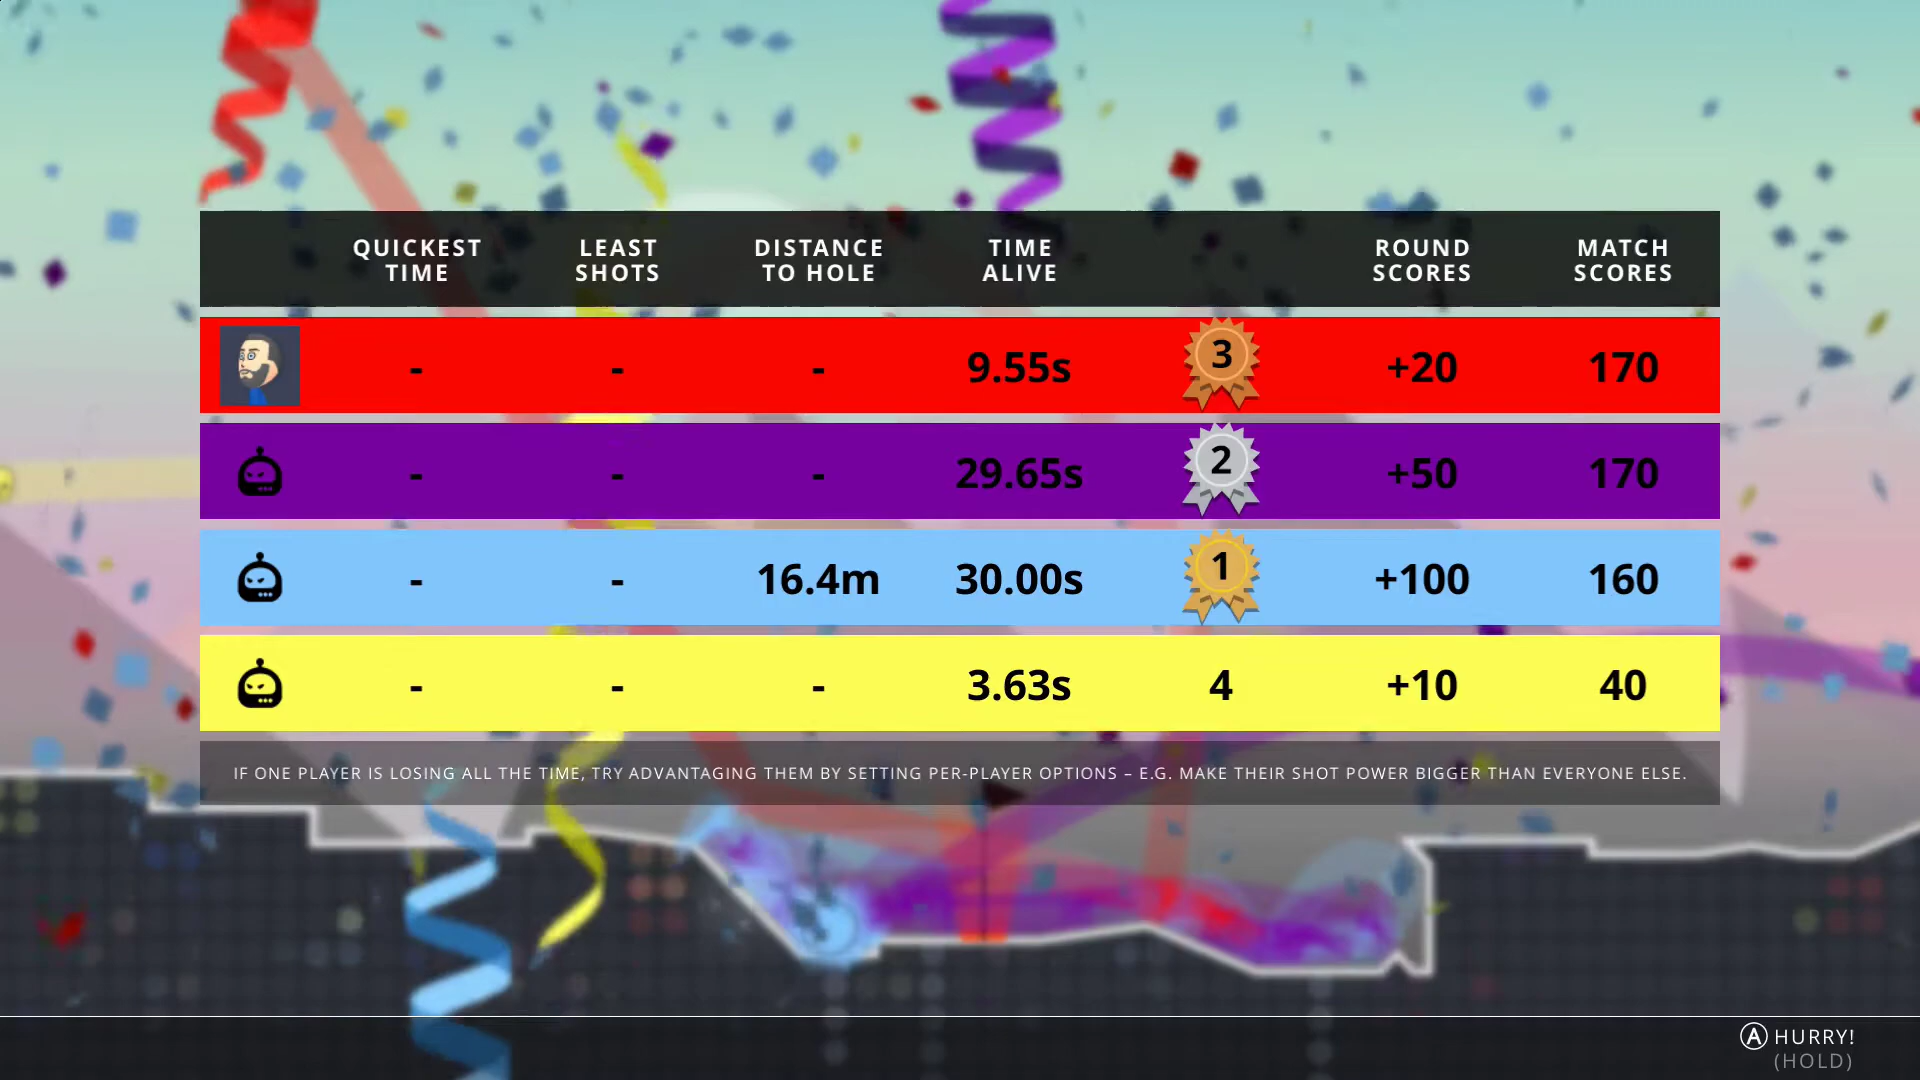 QUICKEST TIME LEAST SHOTS DISTANCE TO HOLE TIME ALIVE ROUND SCORES MATCH SCORES
- - - 9.55s 3 +20 170
- - - 29.65s 2 +50 170
- - 16.4m 30.00s 1 +100 160
- - - 3.63s 4 +10 40
IF ONE PLAYER IS LOSING ALL THE TIME, TRY ADVANTAGING THEM BY SETTING PER-PLAYER OPTIONS – E.G. MAKE THEIR SHOT POWER BIGGER THAN EVERYONE ELSE.
A HURRY!
(HOLD)